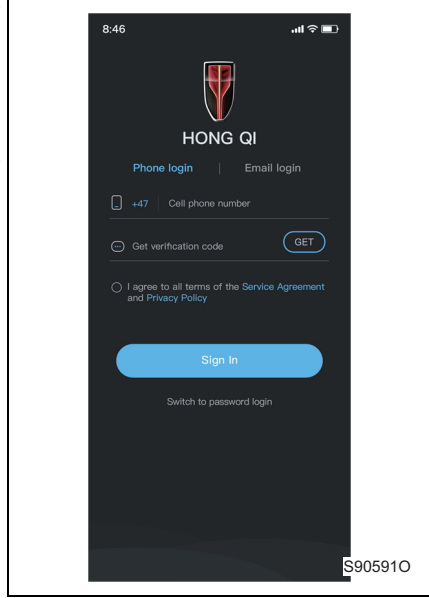 8:46
HONG QI
Phone login | Email login
+47 Cell phone number
Get verification code GET
I agree to all terms of the Service Agreement
and Privacy Policy
Sign In
Switch to password login
S90591O